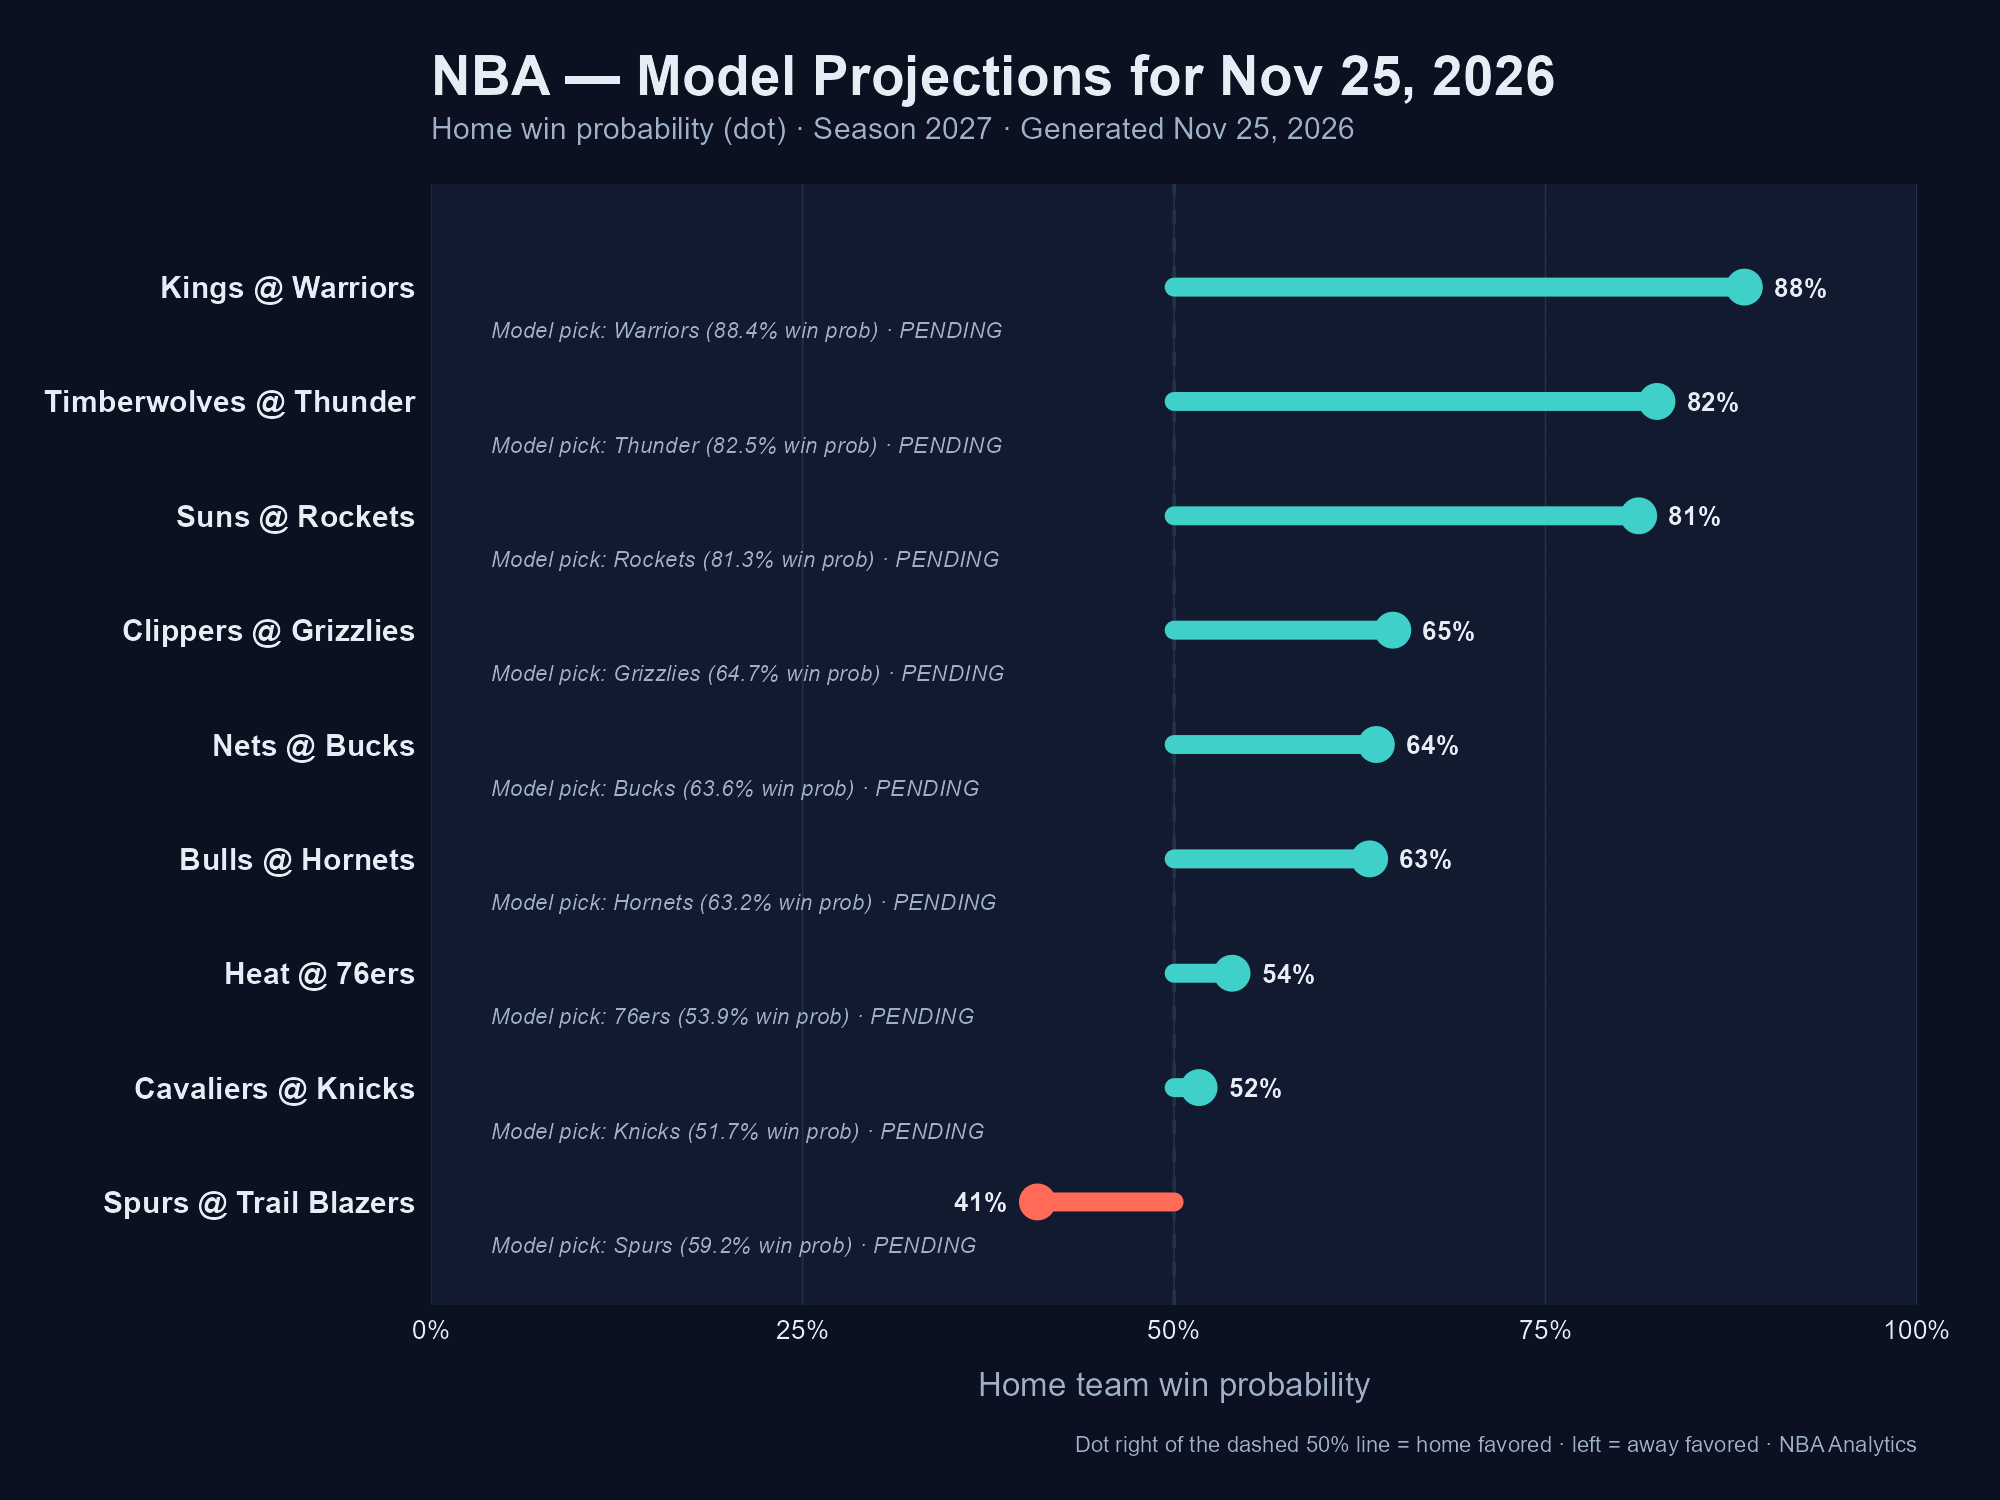 NBA — Model Projections for Nov 25, 2026
Home win probability (dot) · Season 2027 · Generated Nov 25, 2026
Kings @ Warriors
88%
Model pick: Warriors (88.4% win prob) · PENDING
Timberwolves @ Thunder
82%
Model pick: Thunder (82.5% win prob) · PENDING
Suns @ Rockets
81%
Model pick: Rockets (81.3% win prob) · PENDING
Clippers @ Grizzlies
65%
Model pick: Grizzlies (64.7% win prob) · PENDING
Nets @ Bucks
64%
Model pick: Bucks (63.6% win prob) · PENDING
Bulls @ Hornets
63%
Model pick: Hornets (63.2% win prob) · PENDING
Heat @ 76ers
54%
Model pick: 76ers (53.9% win prob) · PENDING
Cavaliers @ Knicks
52%
Model pick: Knicks (51.7% win prob) · PENDING
Spurs @ Trail Blazers
41%
Model pick: Spurs (59.2% win prob) · PENDING
0% 25% 50% 75% 100%
Home team win probability
Dot right of the dashed 50% line = home favored · left = away favored · NBA Analytics